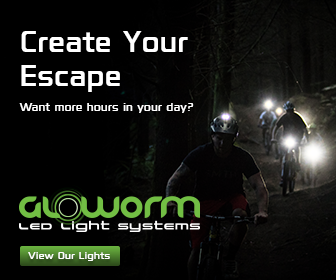 Create Your
Escape
Want more hours in your day?
GLOWORM
LED LIGHT SYSTEMS
View Our Lights